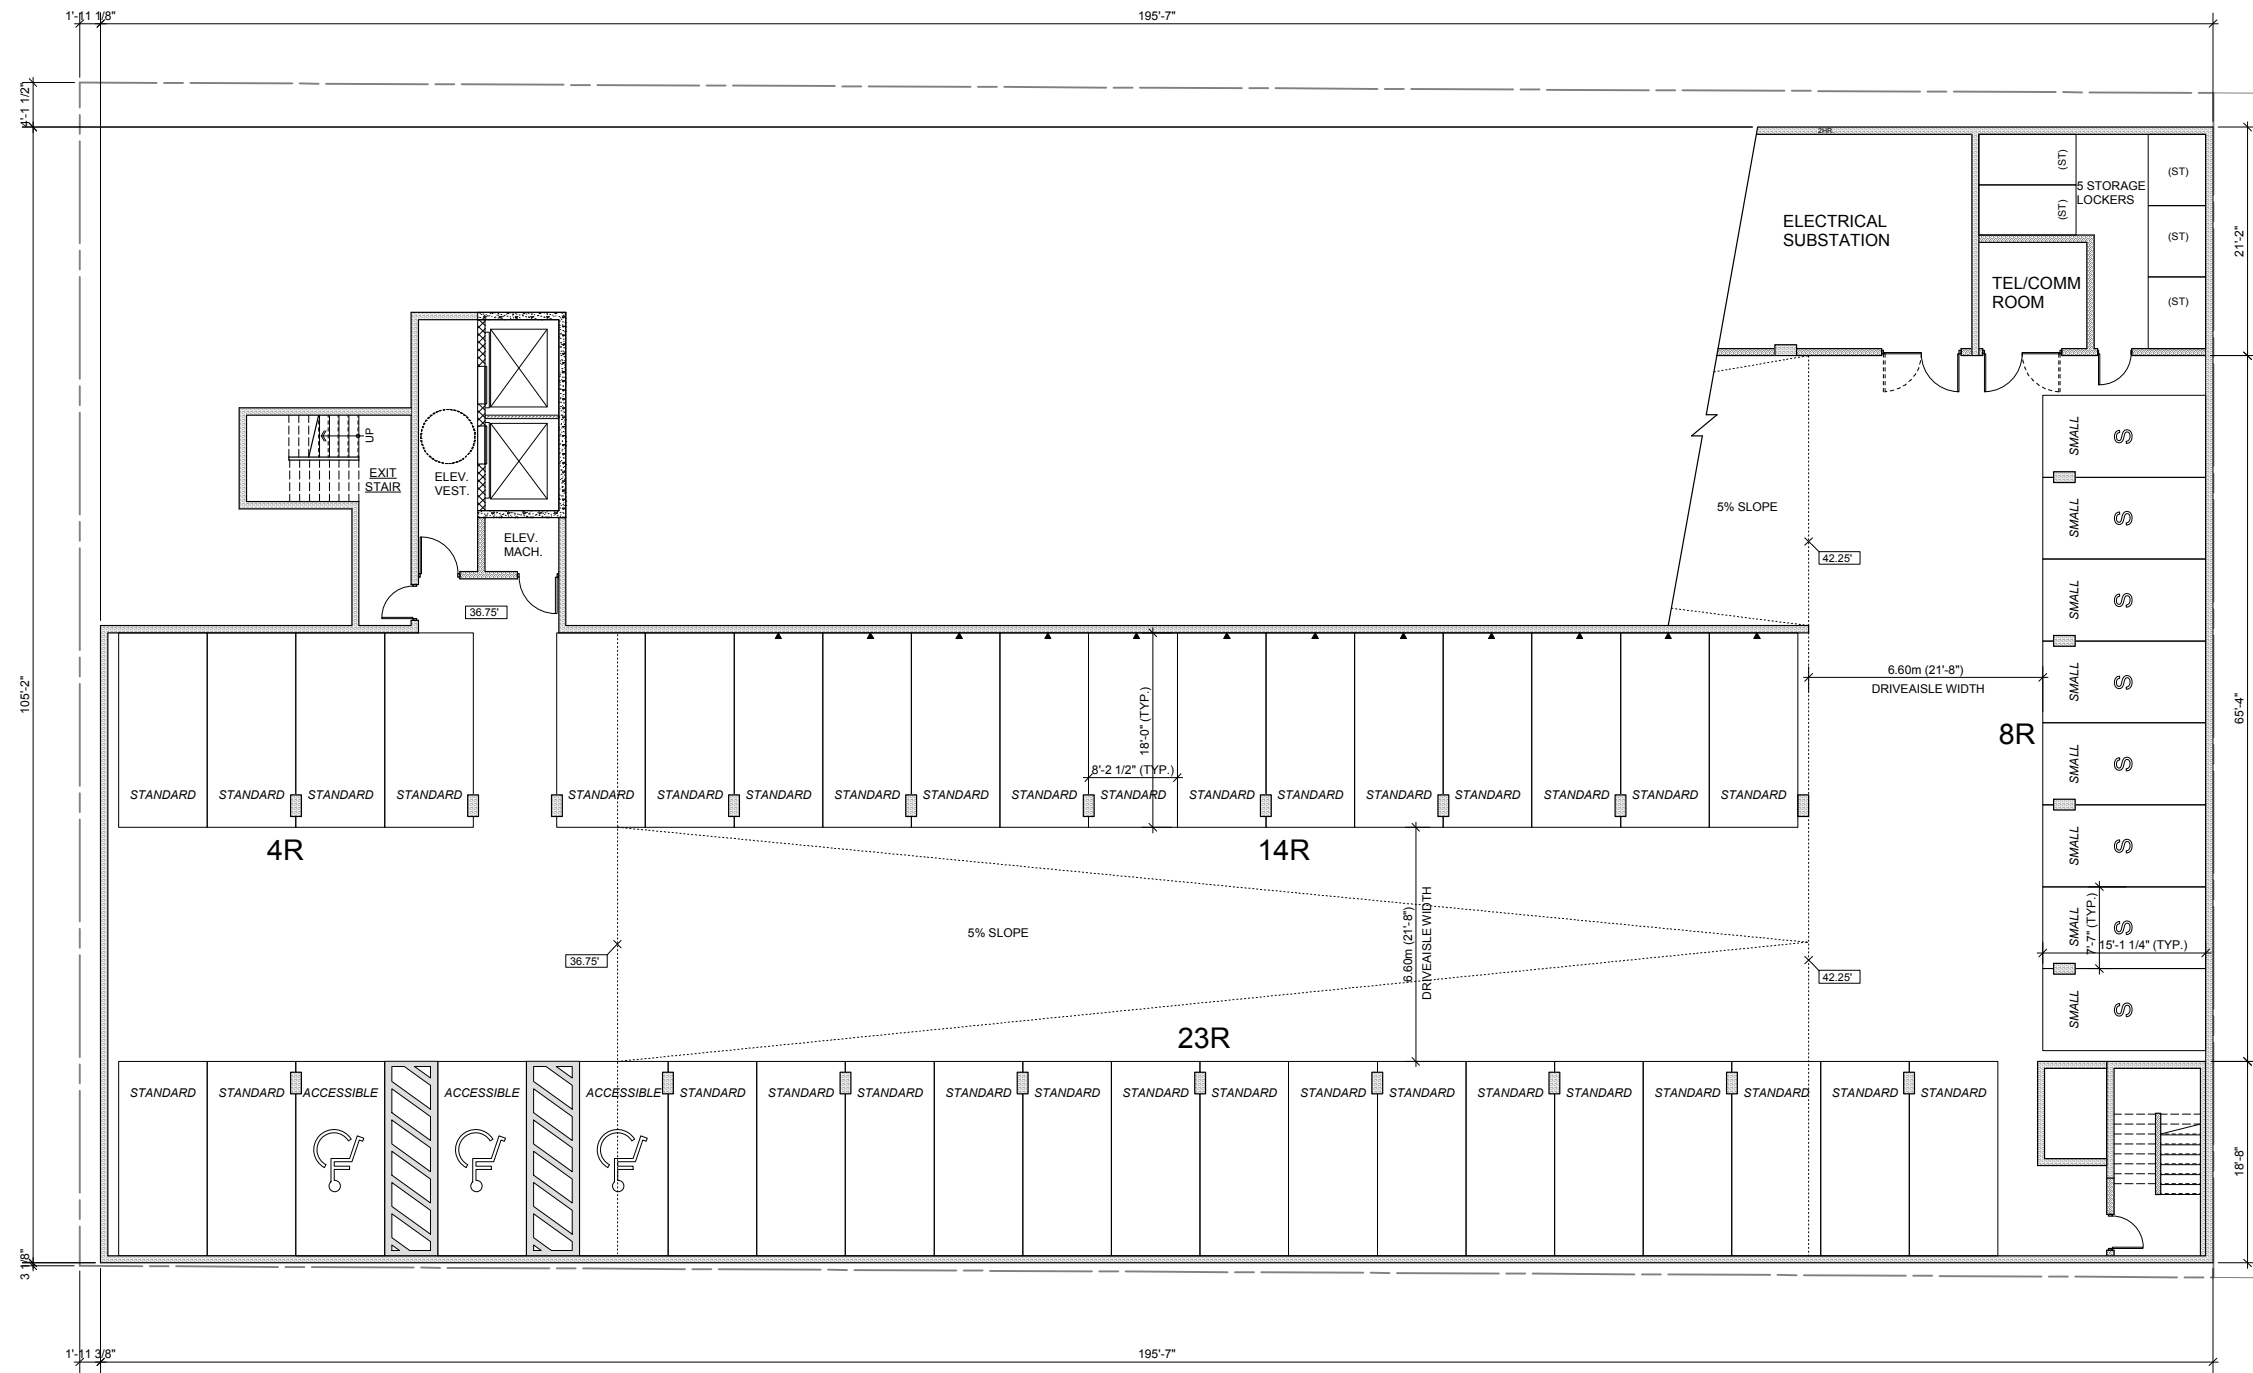 1'-11 1/8"
195'-7"
4'-1 1/2"
2HR.
(ST)
(ST)
5 STORAGE
LOCKERS
(ST)
(ST)
(ST)
ELECTRICAL
SUBSTATION
TEL/COMM
ROOM
21'-2"
UP
EXIT
STAIR
ELEV.
VEST.
ELEV.
MACH.
36.75'
5% SLOPE
42.25'
SMALL
S
SMALL
S
SMALL
S
SMALL
S
SMALL
S
SMALL
S
SMALL
S
SMALL
S
7'-7" (TYP.)
15'-1 1/4" (TYP.)
6.60m (21'-8")
DRIVEAISLE WIDTH
8R
65'-4"
105'-2"
18'-0" (TYP.)
8'-2 1/2" (TYP.)
STANDARD STANDARD STANDARD STANDARD STANDARD STANDARD STANDARD STANDARD STANDARD STANDARD STANDARD STANDARD STANDARD STANDARD STANDARD STANDARD STANDARD STANDARD
4R
14R
5% SLOPE
36.75'
6.60m (21'-8")
DRIVEAISLE WIDTH
42.25'
23R
STANDARD STANDARD ACCESSIBLE ACCESSIBLE ACCESSIBLE STANDARD STANDARD STANDARD STANDARD STANDARD STANDARD STANDARD STANDARD STANDARD STANDARD STANDARD STANDARD STANDARD STANDARD STANDARD
18'-8"
3 1/8"
1'-11 3/8"
195'-7"